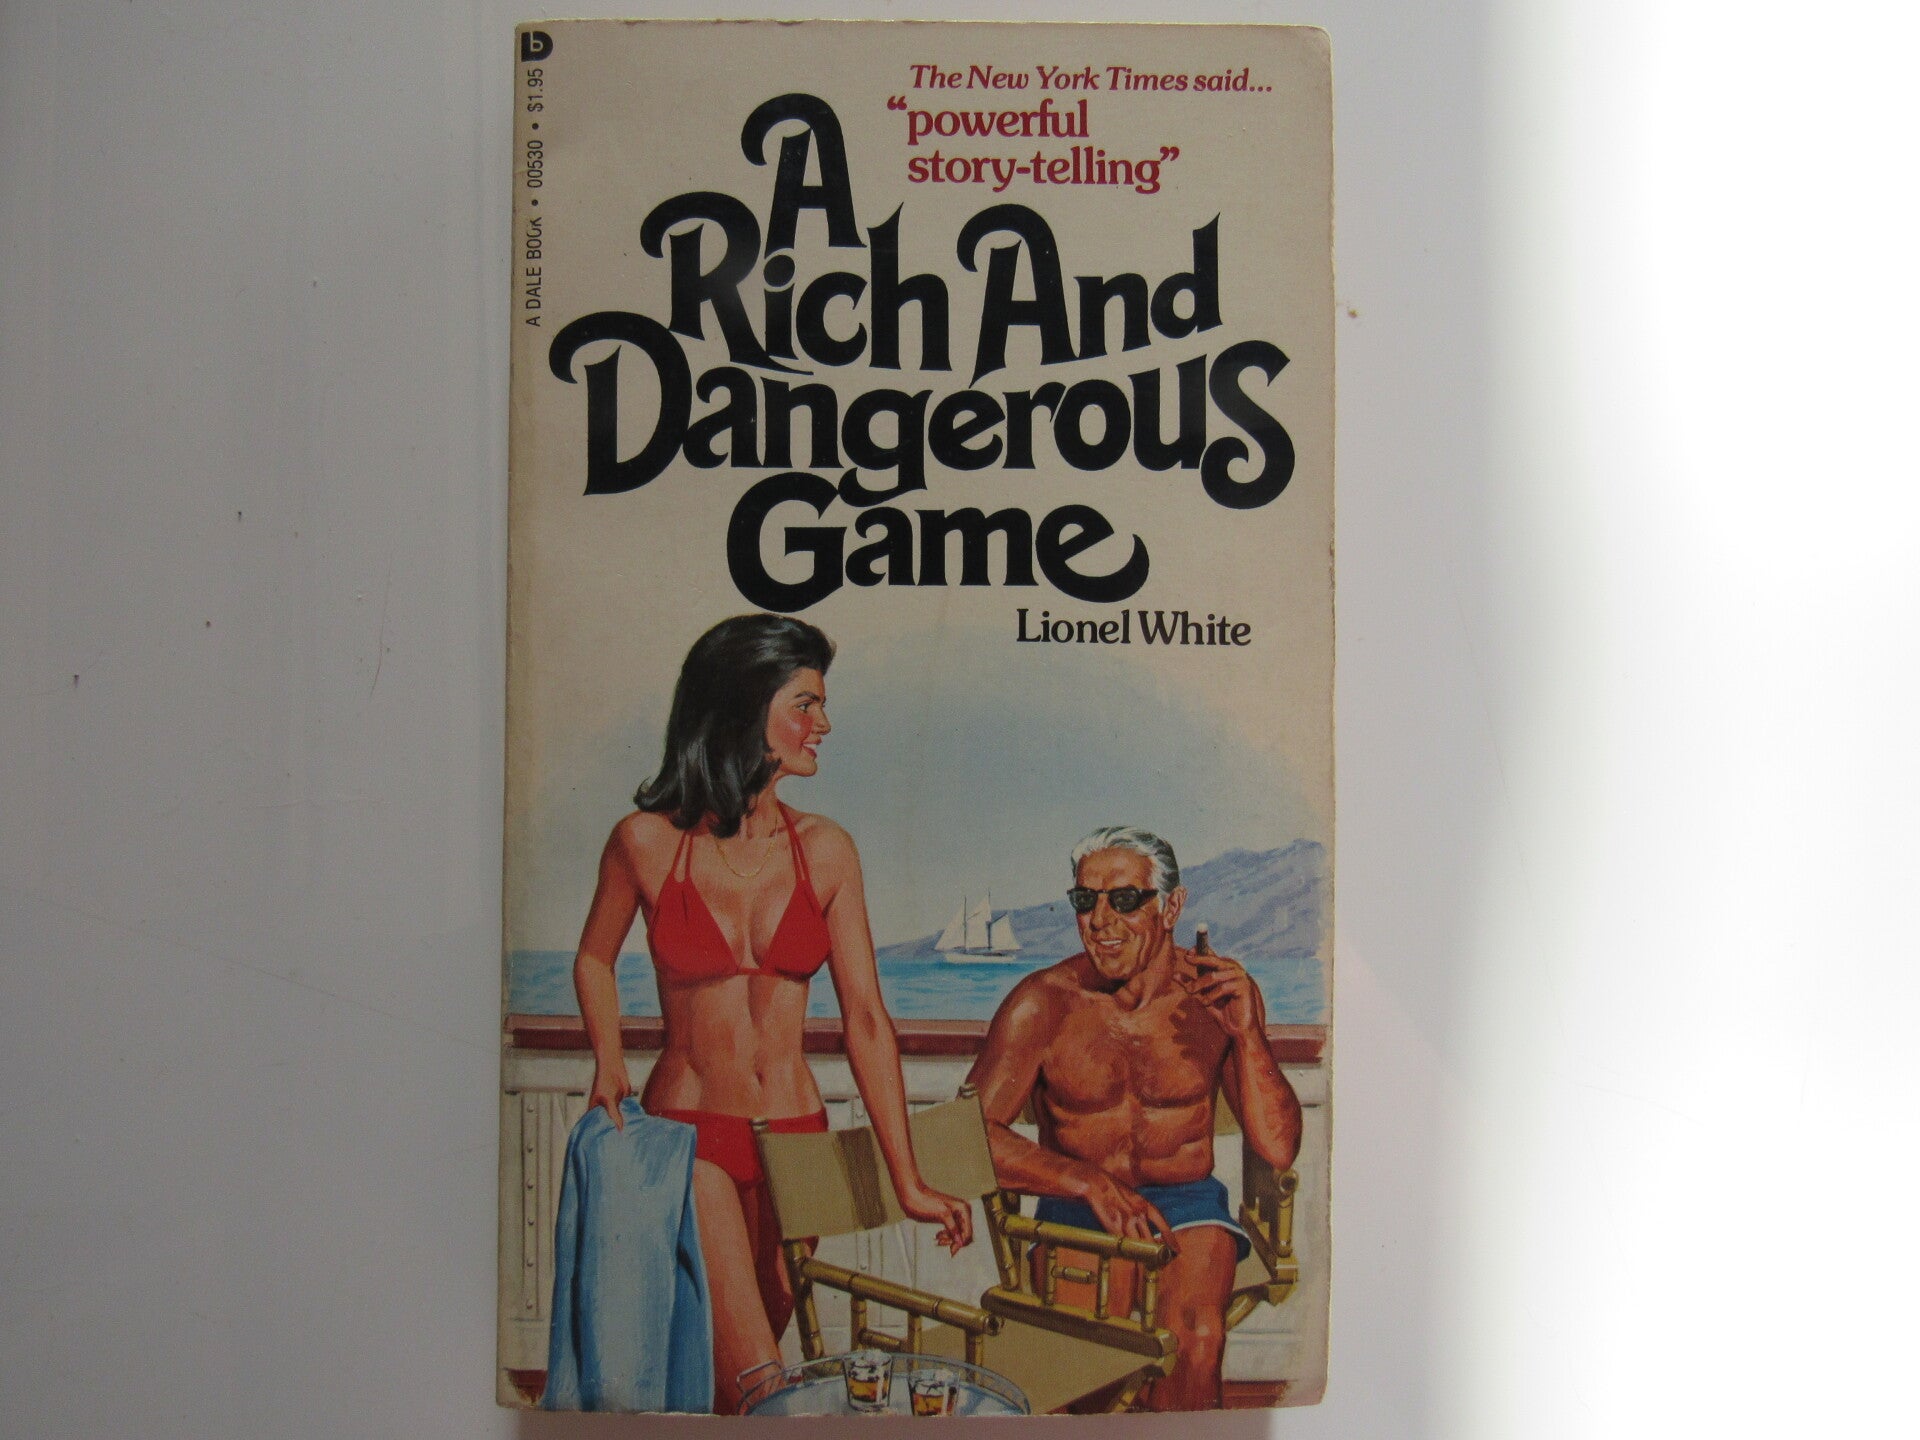 b
A DALE BOOK • 00530 • $1.95
The New York Times said...
“powerful
story-telling”
A
Rich And
Dangerous
Game
Lionel White